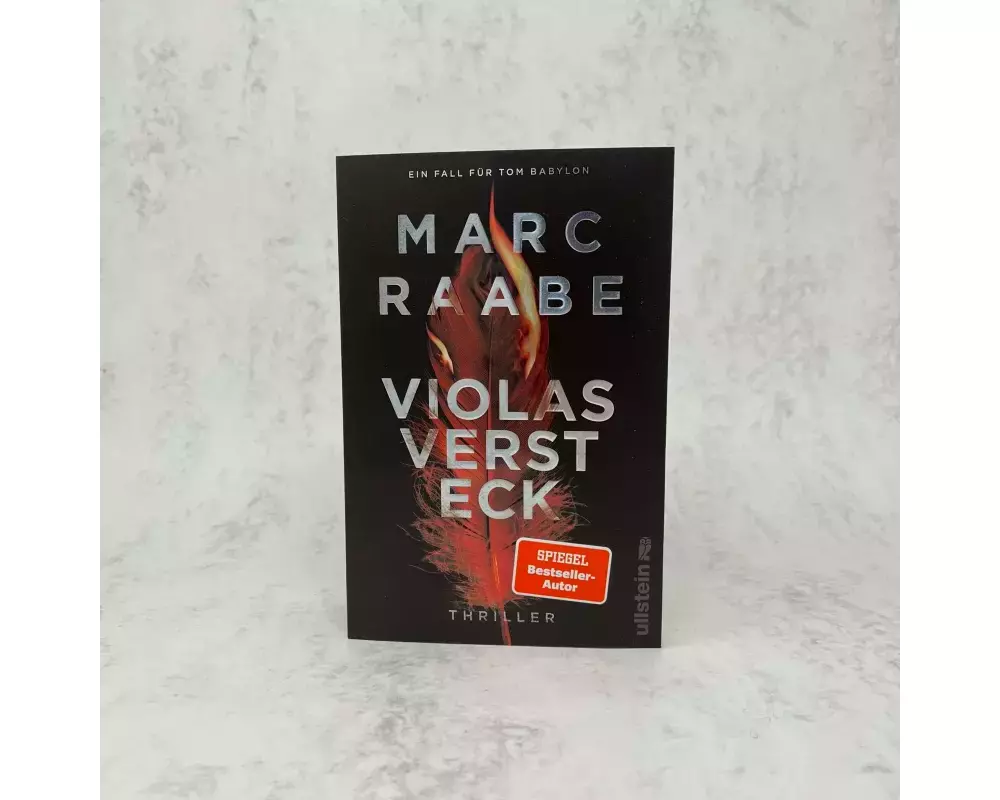 EIN FALL FÜR TOM BABYLON
MARC
RAABE
VIOLAS
VERST
ECK
SPIEGEL
Bestseller-
Autor
THRILLER
ullstein